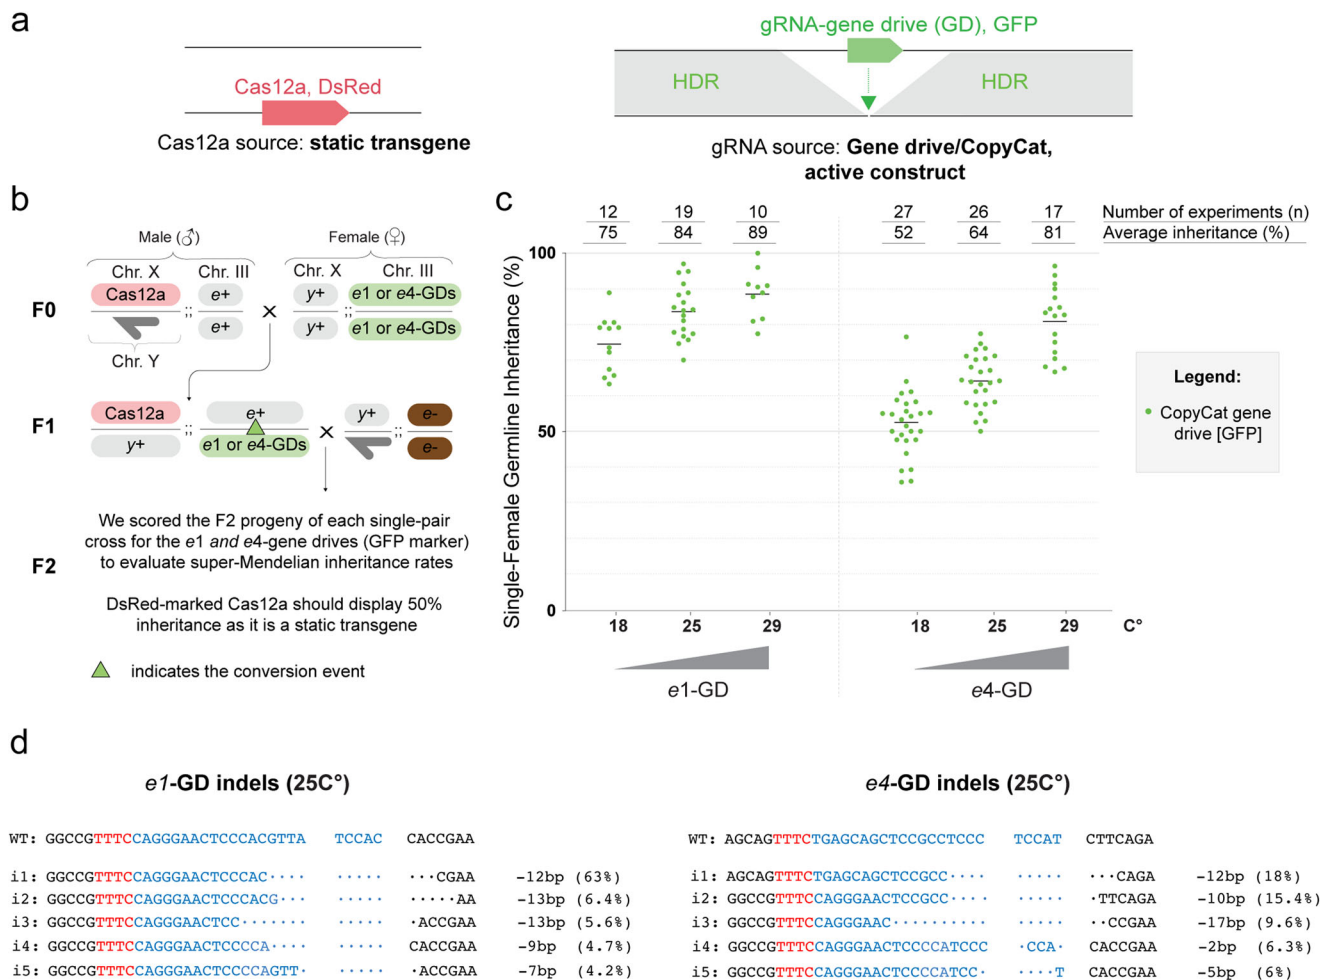 a
gRNA-gene drive (GD), GFP
Cas12a, DsRed
HDR
HDR
Cas12a source: static transgene
gRNA source: Gene drive/CopyCat,
active construct
b
Male (♂)
Female (♀)
Chr. X
Chr. III
Chr. X
Chr. III
F0
Cas12a
;;
e+
e+
X
y+
y+
;;
e1 or e4-GDs
e1 or e4-GDs
Chr. Y
F1
Cas12a
y+
;;
e+
e1 or e4-GDs
X
y+
;;
e-
e-
F2
We scored the F2 progeny of each single-pair
cross for the e1 and e4-gene drives (GFP marker)
to evaluate super-Mendelian inheritance rates
DsRed-marked Cas12a should display 50%
inheritance as it is a static transgene
indicates the conversion event
c
12 19 10 27 26 17 Number of experiments (n)
75 84 89 52 64 81 Average inheritance (%)
Single-Female Germline Inheritance (%)
100
50
0
18 25 29 18 25 29 C°
e1-GD
e4-GD
Legend:
CopyCat gene
drive [GFP]
d
e1-GD indels (25C°)
WT: GGCCGTTTCCAGGGAACTCCCACGTTA TCCAC CACCGAA
i1: GGCCGTTTCCAGGGAACTCCCAC···· ····· ···CGAA -12bp (63%)
i2: GGCCGTTTCCAGGGAACTCCCACG··· ····· ·····AA -13bp (6.4%)
i3: GGCCGTTTCCAGGGAACTCC······· ····· ·ACCGAA -13bp (5.6%)
i4: GGCCGTTTCCAGGGAACTCCCCA···· ····· CACCGAA -9bp (4.7%)
i5: GGCCGTTTCCAGGGAACTCCCCAGTT· ····· ·ACCGAA -7bp (4.2%)
e4-GD indels (25C°)
WT: AGCAGTTTCTGAGCAGCTCCGCCTCCC TCCAT CTTCAGA
i1: AGCAGTTTCTGAGCAGCTCCGCC···· ····· ···CAGA -12bp (18%)
i2: GGCCGTTTCCAGGGAACTCCGCC···· ····· ·TTCAGA -10bp (15.4%)
i3: GGCCGTTTCCAGGGAAC·········· ····· ··CCGAA -17bp (9.6%)
i4: GGCCGTTTCCAGGGAACTCCCCATCCC ·CCA· CACCGAA -2bp (6.3%)
i5: GGCCGTTTCCAGGGAACTCCCCATCC· ····T CACCGAA -5bp (6%)